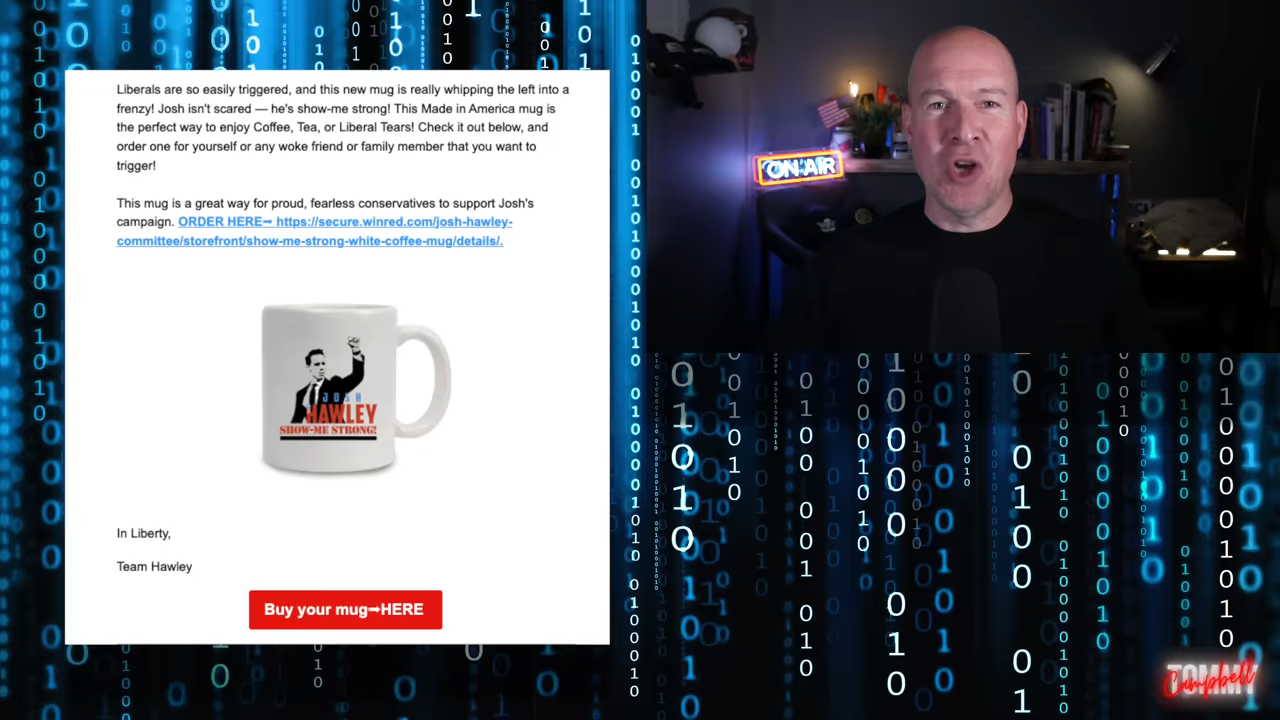 Liberals are so easily triggered, and this new mug is really whipping the left into a
frenzy! Josh isn't scared — he's show-me strong! This Made in America mug is
the perfect way to enjoy Coffee, Tea, or Liberal Tears! Check it out below, and
order one for yourself or any woke friend or family member that you want to
trigger!
This mug is a great way for proud, fearless conservatives to support Josh's
campaign. ORDER HERE➞ https://secure.winred.com/josh-hawley-
committee/storefront/show-me-strong-white-coffee-mug/details/.
JOSH
HAWLEY
SHOW-ME STRONG!
In Liberty,
Team Hawley
Buy your mug➞HERE
ON AIR
TOMMY
Campbell